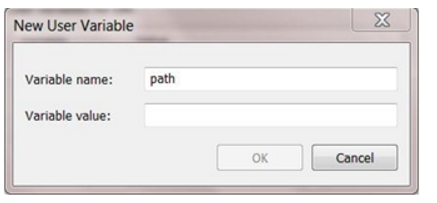 New User Variable
Variable name:
path
Variable value:
OK
Cancel